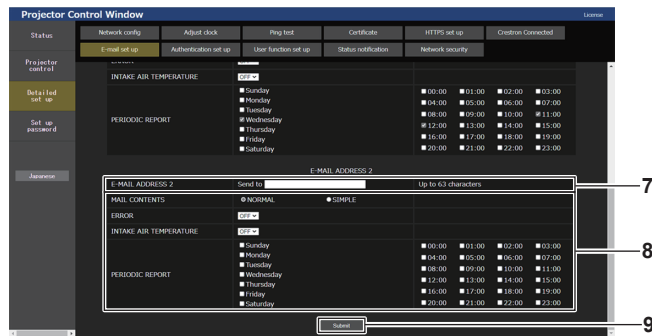 Projector Control Window
License
Status
Network config
Adjust clock
Ping test
Certificate
HTTPS set up
Crestron Connected
E-mail set up
Authentication set up
User function set up
Status notification
Network security
Projector control
Detailed set up
Set up password
Japanese
ERROR OFF
INTAKE AIR TEMPERATURE OFF
PERIODIC REPORT
Sunday 00:00 01:00 02:00 03:00
Monday 04:00 05:00 06:00 07:00
Tuesday 08:00 09:00 10:00 11:00
Wednesday 12:00 13:00 14:00 15:00
Thursday 16:00 17:00 18:00 19:00
Friday 20:00 21:00 22:00 23:00
Saturday
E-MAIL ADDRESS 2
E-MAIL ADDRESS 2 Send to Up to 63 characters
7
MAIL CONTENTS NORMAL SIMPLE
ERROR OFF
INTAKE AIR TEMPERATURE OFF
8
PERIODIC REPORT
Sunday 00:00 01:00 02:00 03:00
Monday 04:00 05:00 06:00 07:00
Tuesday 08:00 09:00 10:00 11:00
Wednesday 12:00 13:00 14:00 15:00
Thursday 16:00 17:00 18:00 19:00
Friday 20:00 21:00 22:00 23:00
Saturday
Submit
9